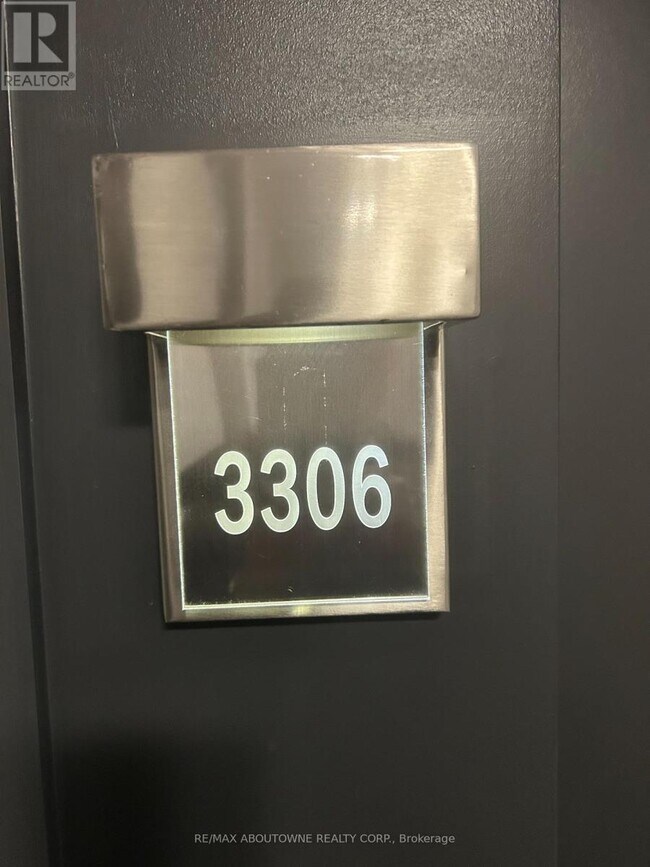 R
REALTOR®
3306
RE/MAX ABOUTOWNE REALTY CORP., Brokerage